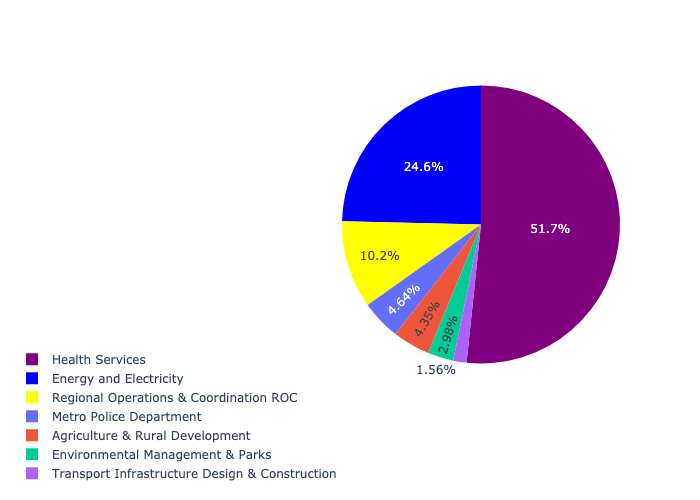 24.6%
51.7%
10.2%
4.64%
4.35%
2.98%
1.56%
Health Services
Energy and Electricity
Regional Operations & Coordination ROC
Metro Police Department
Agriculture & Rural Development
Environmental Management & Parks
Transport Infrastructure Design & Construction